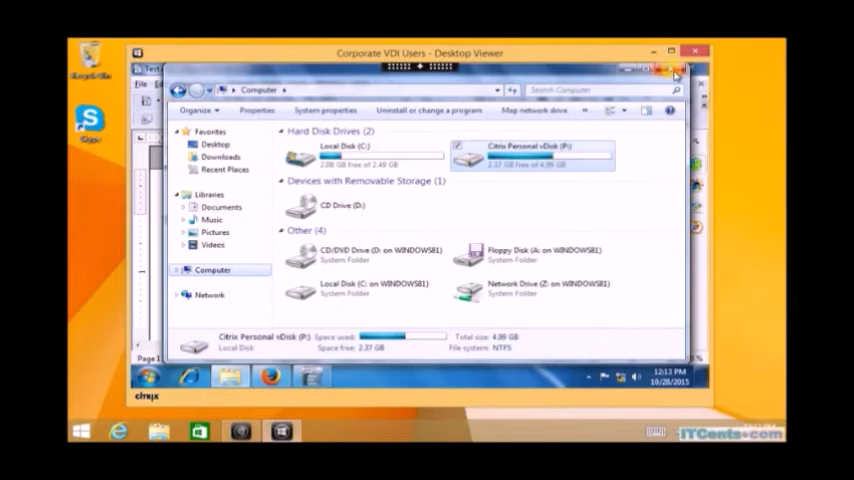 Corporate VDI Users - Desktop Viewer
Computer
Search Computer
Organize
Properties
System properties
Uninstall or change a program
Map network drive
Favorites
Desktop
Downloads
Recent Places
Libraries
Documents
Music
Pictures
Videos
Computer
Network
Hard Disk Drives (2)
Local Disk (C:)
2.08 GB free of 2.49 GB
Citrix Personal vDisk (P:)
2.37 GB free of 4.99 GB
Devices with Removable Storage (1)
CD Drive (D:)
Other (4)
CD/DVD Drive (D: on WINDOWS81)
System Folder
Floppy Disk (A: on WINDOWS81)
System Folder
Local Disk (C: on WINDOWS81)
System Folder
Network Drive (Z: on WINDOWS81)
System Folder
Citrix Personal vDisk (P:)
Space used:
Total size: 4.99 GB
Local Disk
Space free: 2.37 GB
File system: NTFS
Page 1
12:13 PM
10/28/2015
CITRIX
Skype
ITCents.com